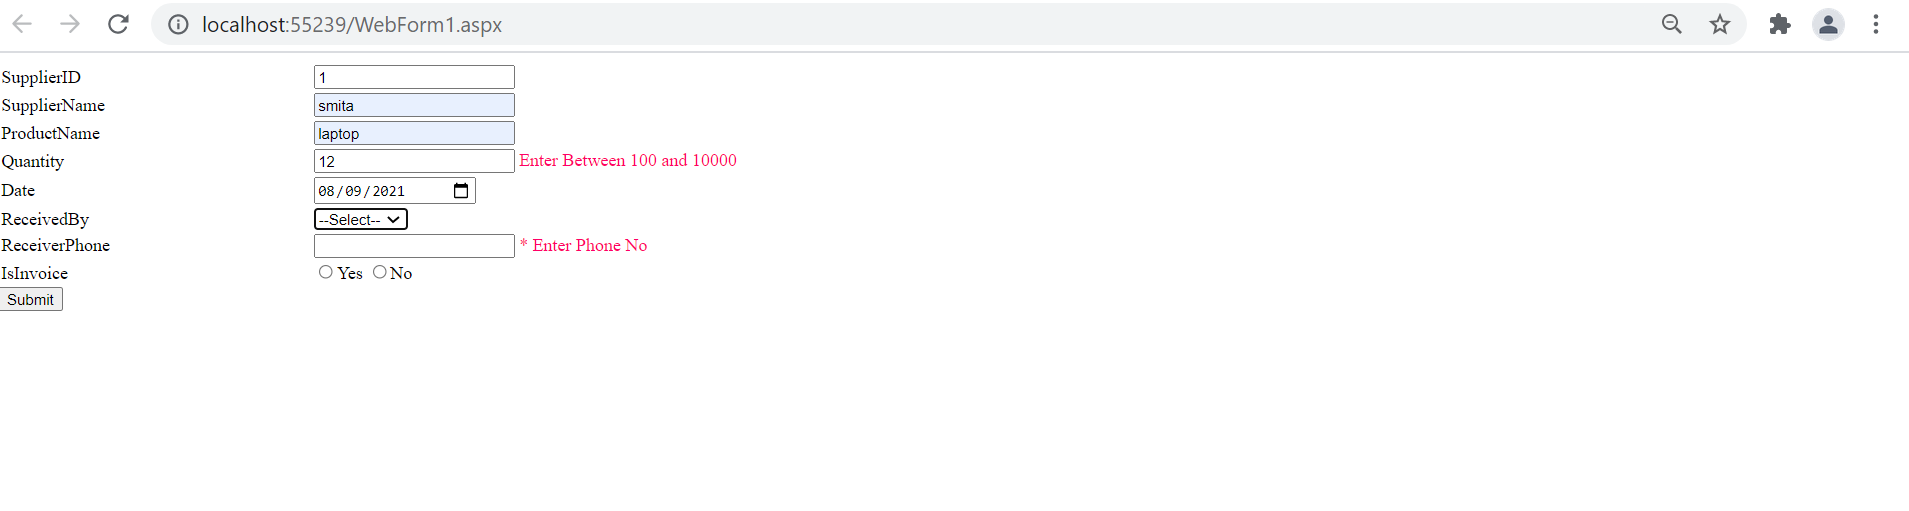 localhost:55239/WebForm1.aspx
SupplierID 1
SupplierName smita
ProductName laptop
Quantity 12 Enter Between 100 and 10000
Date 08/09/2021
ReceivedBy --Select--
ReceiverPhone * Enter Phone No
IsInvoice Yes No
Submit